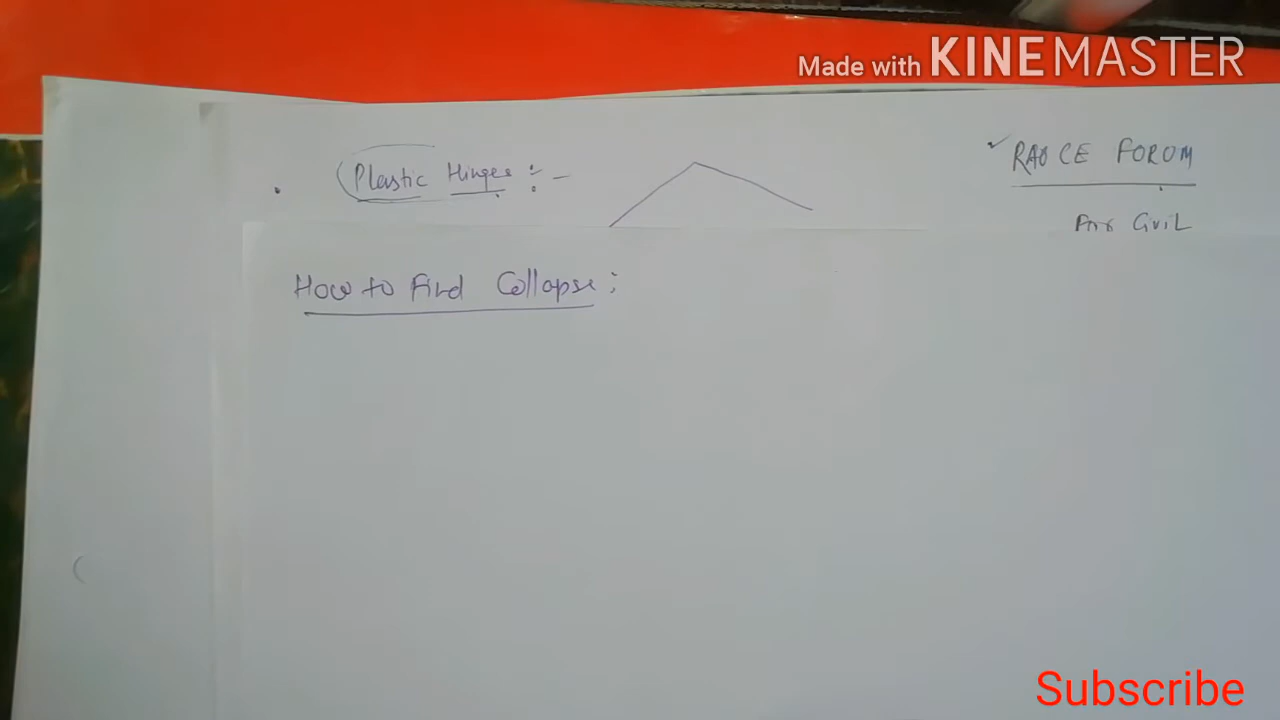 Made with KINEMASTER
Plastic Hinges :-
RAO CE FORUM
For Civil
How to Find Collapse :
Subscribe